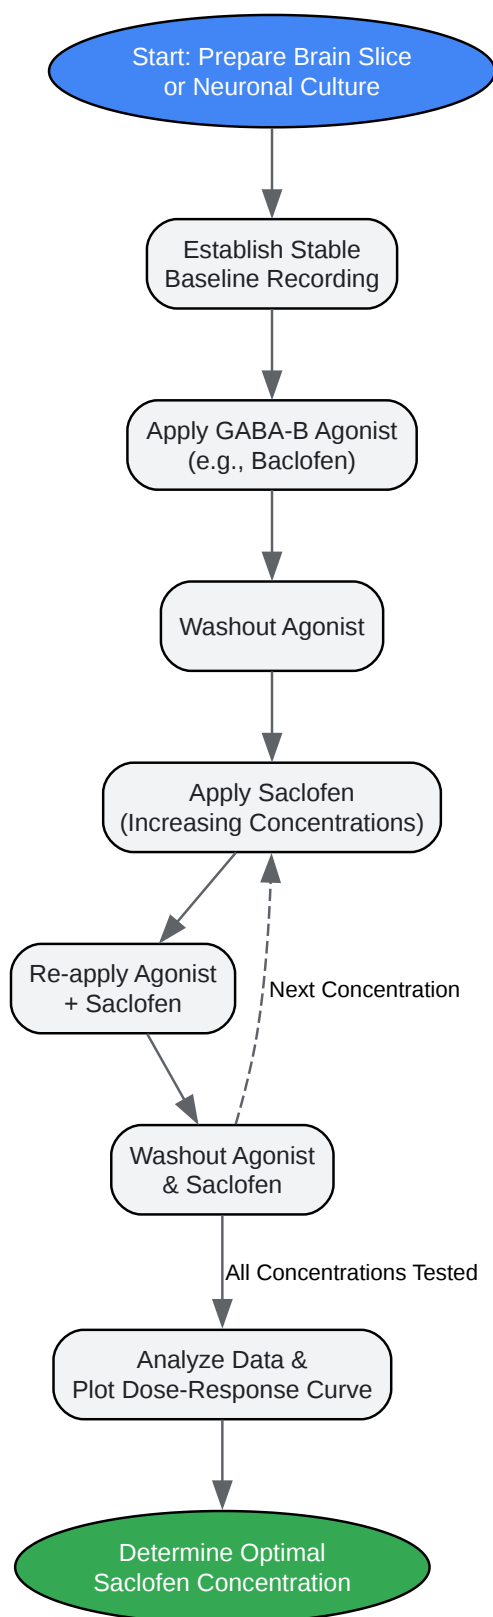 Start: Prepare Brain Slice
or Neuronal Culture
Establish Stable
Baseline Recording
Apply GABA-B Agonist
(e.g., Baclofen)
Washout Agonist
Apply Saclofen
(Increasing Concentrations)
Re-apply Agonist
+ Saclofen
Next Concentration
Washout Agonist
& Saclofen
All Concentrations Tested
Analyze Data &
Plot Dose-Response Curve
Determine Optimal
Saclofen Concentration